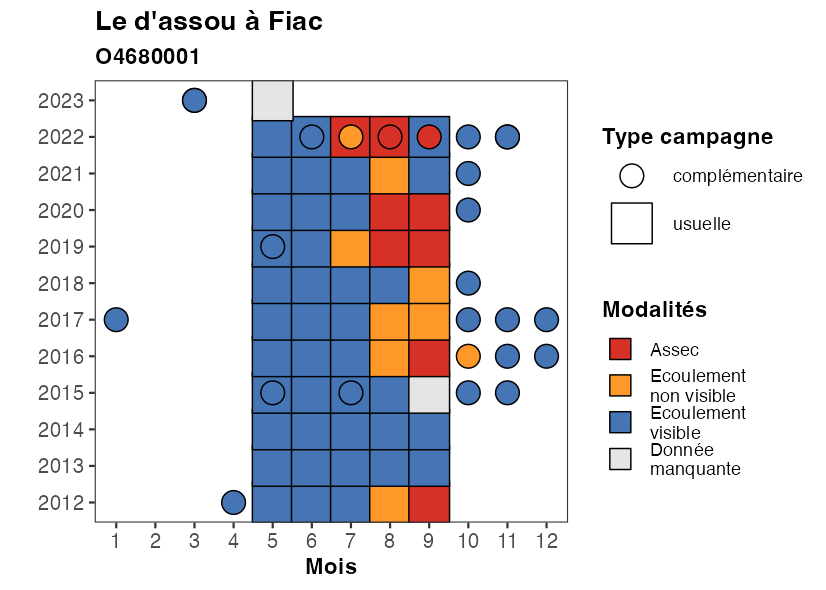 Le d'assou à Fiac
O4680001
2023
2022
2021
2020
2019
2018
2017
2016
2015
2014
2013
2012
1 2 3 4 5 6 7 8 9 10 11 12
Mois
Type campagne
complémentaire
usuelle
Modalités
Assec
Ecoulement
non visible
Ecoulement
visible
Donnée
manquante